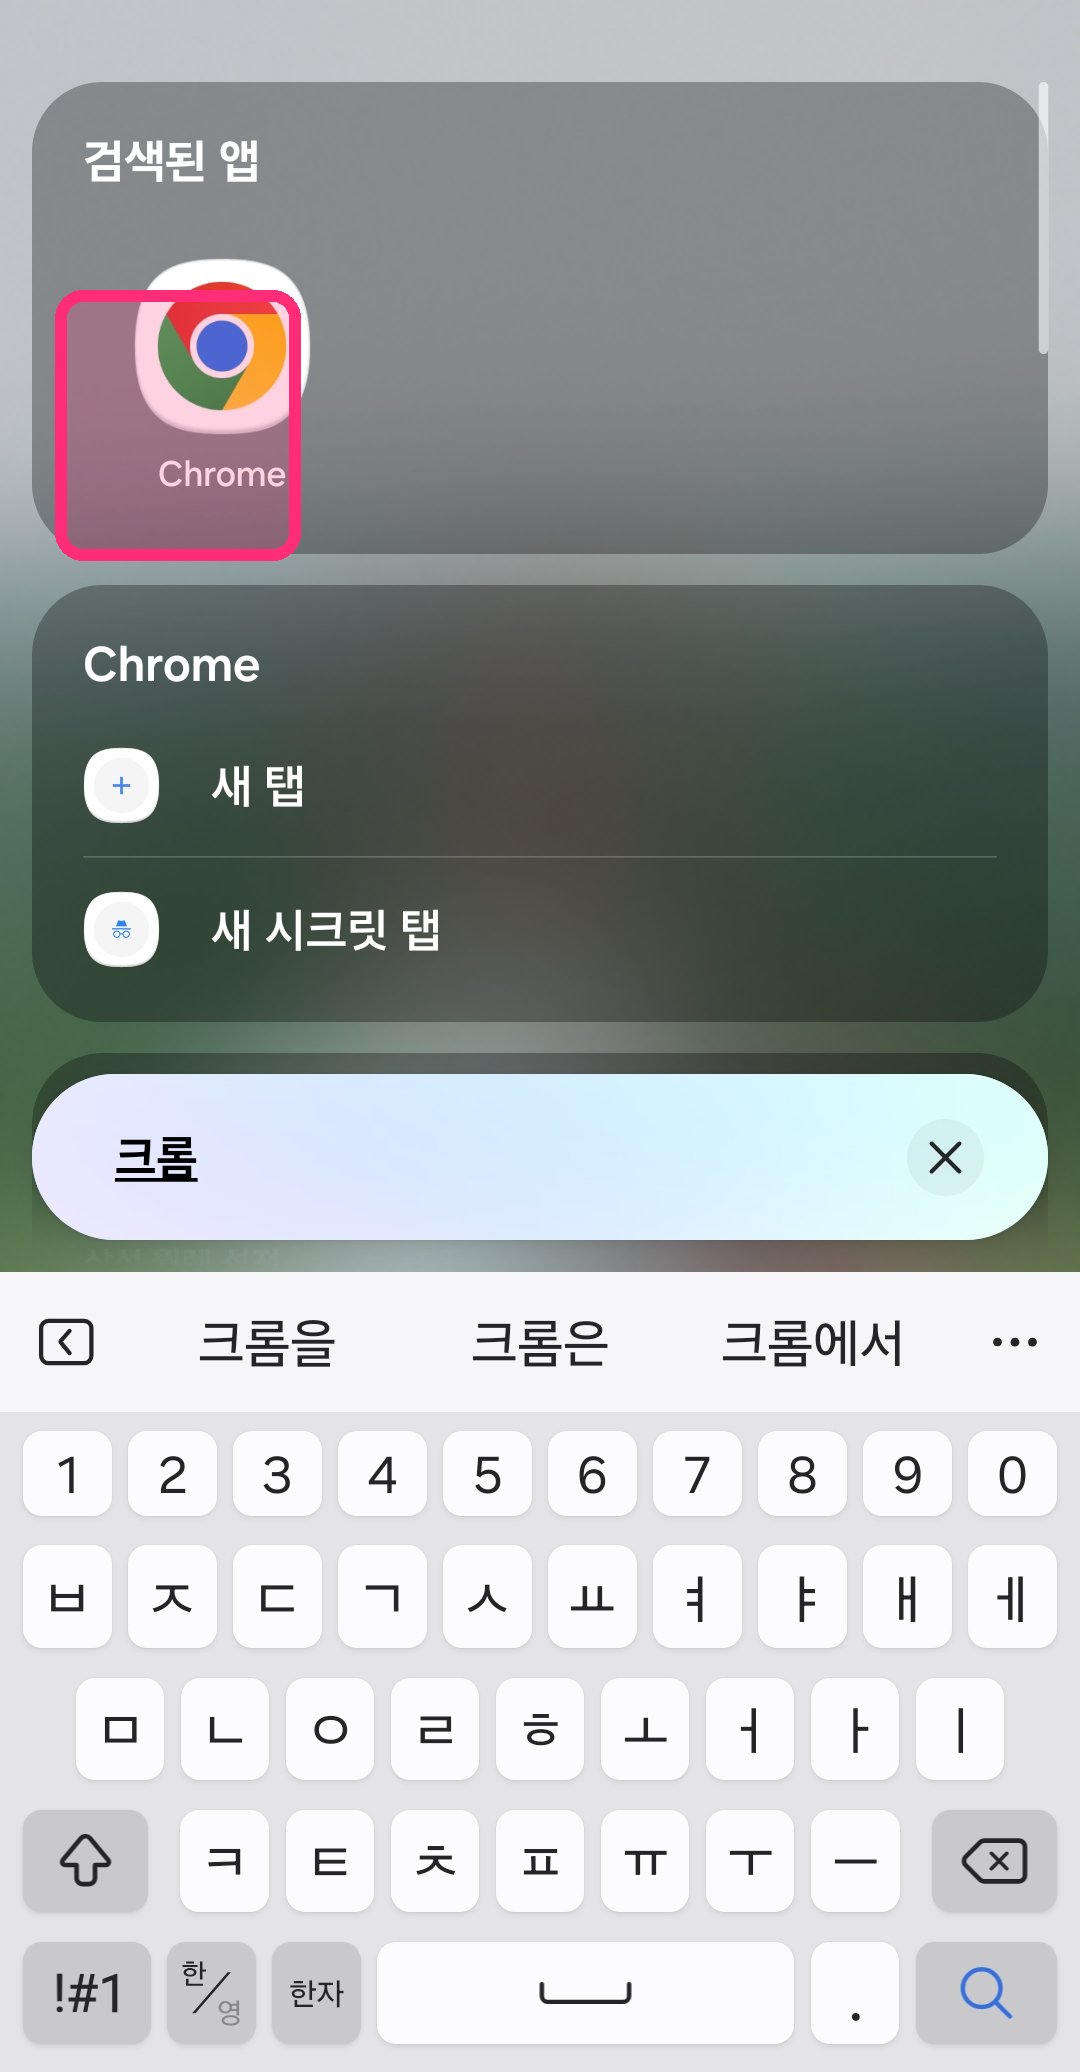 검색된 앱
Chrome
Chrome
새 탭
새 시크릿 탭
크롬
크롬을 크롬은 크롬에서
1 2 3 4 5 6 7 8 9 0
ㅂ ㅈ ㄷ ㄱ ㅅ ㅛ ㅕ ㅑ ㅐ ㅔ
ㅁ ㄴ ㅇ ㄹ ㅎ ㅗ ㅓ ㅏ ㅣ
ㅋ ㅌ ㅊ ㅍ ㅠ ㅜ ㅡ
!#1 한/영 한자 .